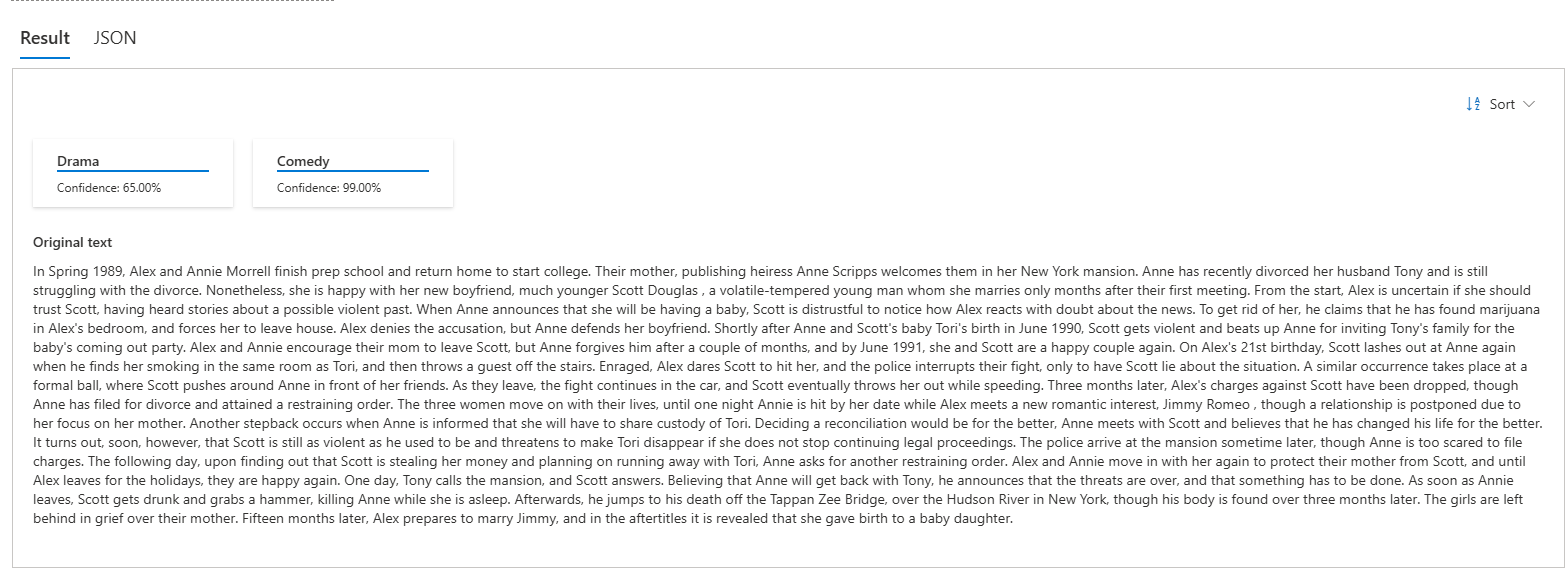 Result JSON
Sort
Drama Comedy
Confidence: 65.00% Confidence: 99.00%
Original text
In Spring 1989, Alex and Annie Morrell finish prep school and return home to start college. Their mother, publishing heiress Anne Scripps welcomes them in her New York mansion. Anne has recently divorced her husband Tony and is still
struggling with the divorce. Nonetheless, she is happy with her new boyfriend, much younger Scott Douglas , a volatile-tempered young man whom she marries only months after their first meeting. From the start, Alex is uncertain if she should
trust Scott, having heard stories about a possible violent past. When Anne announces that she will be having a baby, Scott is distrustful to notice how Alex reacts with doubt about the news. To get rid of her, he claims that he has found marijuana
in Alex's bedroom, and forces her to leave house. Alex denies the accusation, but Anne defends her boyfriend. Shortly after Anne and Scott's baby Tori's birth in June 1990, Scott gets violent and beats up Anne for inviting Tony's family for the
baby's coming out party. Alex and Annie encourage their mom to leave Scott, but Anne forgives him after a couple of months, and by June 1991, she and Scott are a happy couple again. On Alex's 21st birthday, Scott lashes out at Anne again
when he finds her smoking in the same room as Tori, and then throws a guest off the stairs. Enraged, Alex dares Scott to hit her, and the police interrupts their fight, only to have Scott lie about the situation. A similar occurrence takes place at a
formal ball, where Scott pushes around Anne in front of her friends. As they leave, the fight continues in the car, and Scott eventually throws her out while speeding. Three months later, Alex's charges against Scott have been dropped, though
Anne has filed for divorce and attained a restraining order. The three women move on with their lives, until one night Annie is hit by her date while Alex meets a new romantic interest, Jimmy Romeo , though a relationship is postponed due to
her focus on her mother. Another stepback occurs when Anne is informed that she will have to share custody of Tori. Deciding a reconciliation would be for the better, Anne meets with Scott and believes that he has changed his life for the better.
It turns out, soon, however, that Scott is still as violent as he used to be and threatens to make Tori disappear if she does not stop continuing legal proceedings. The police arrive at the mansion sometime later, though Anne is too scared to file
charges. The following day, upon finding out that Scott is stealing her money and planning on running away with Tori, Anne asks for another restraining order. Alex and Annie move in with her again to protect their mother from Scott, and until
Alex leaves for the holidays, they are happy again. One day, Tony calls the mansion, and Scott answers. Believing that Anne will get back with Tony, he announces that the threats are over, and that something has to be done. As soon as Annie
leaves, Scott gets drunk and grabs a hammer, killing Anne while she is asleep. Afterwards, he jumps to his death off the Tappan Zee Bridge, over the Hudson River in New York, though his body is found over three months later. The girls are left
behind in grief over their mother. Fifteen months later, Alex prepares to marry Jimmy, and in the aftertitles it is revealed that she gave birth to a baby daughter.